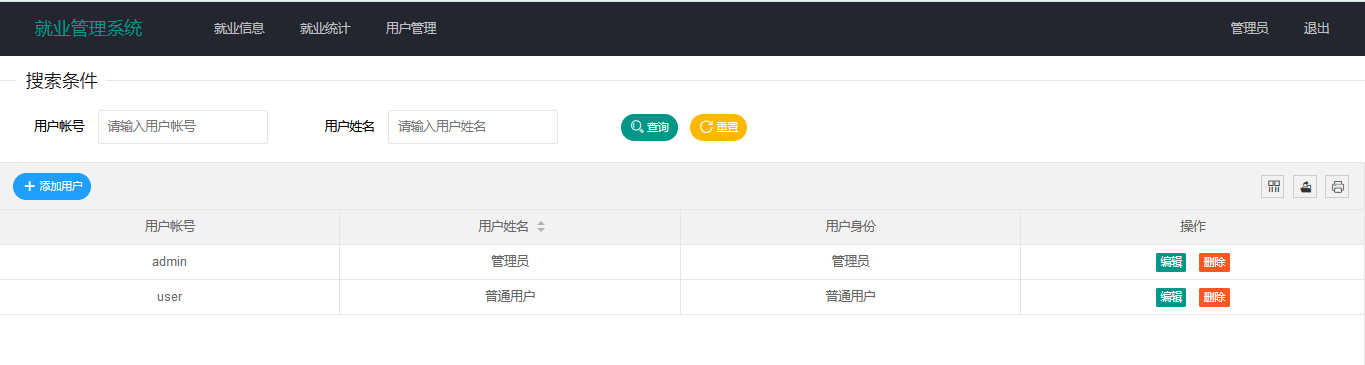 就业管理系统 就业信息 就业统计 用户管理 管理员 退出
搜索条件
用户帐号 请输入用户帐号 用户姓名 请输入用户姓名 查询 重置
添加用户
用户帐号 用户姓名 用户身份 操作
admin 管理员 管理员 编辑 删除
user 普通用户 普通用户 编辑 删除